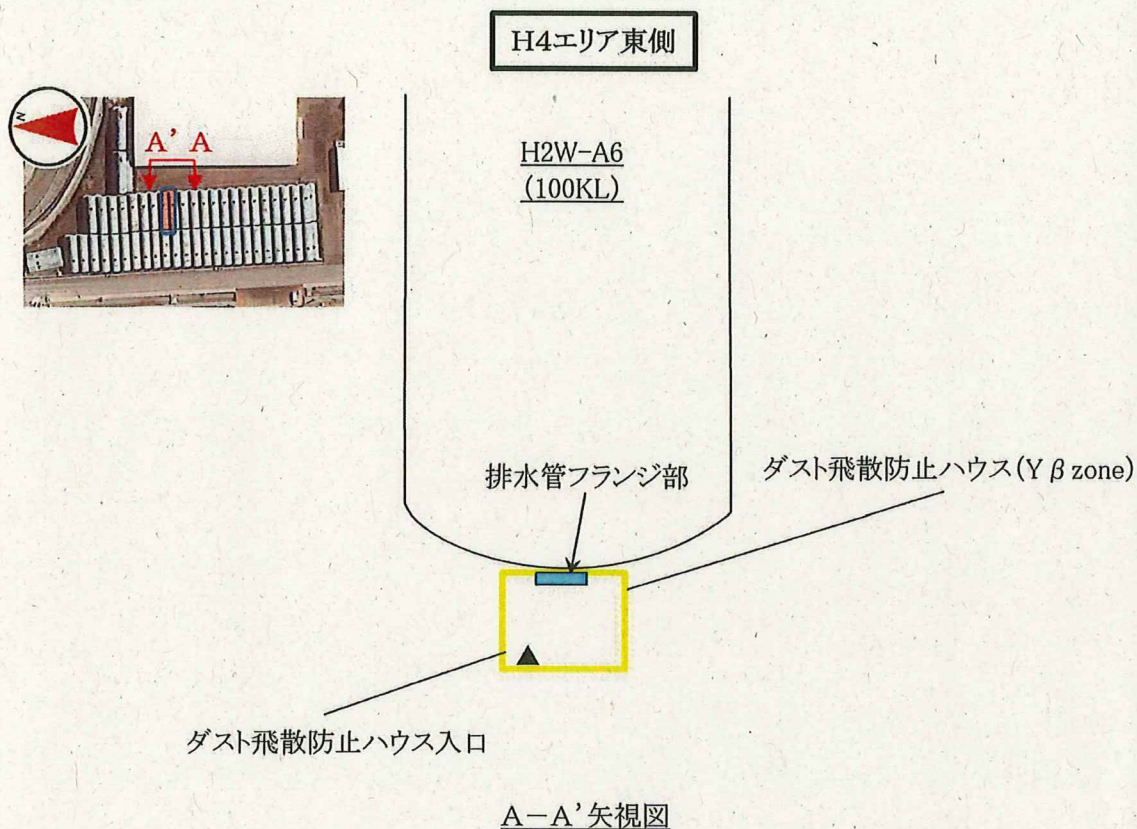 H4エリア東側
N
A’ A
H2W-A6
(100KL)
排水管フランジ部
ダスト飛散防止ハウス(Y β zone)
ダスト飛散防止ハウス入口
A-A’矢視図